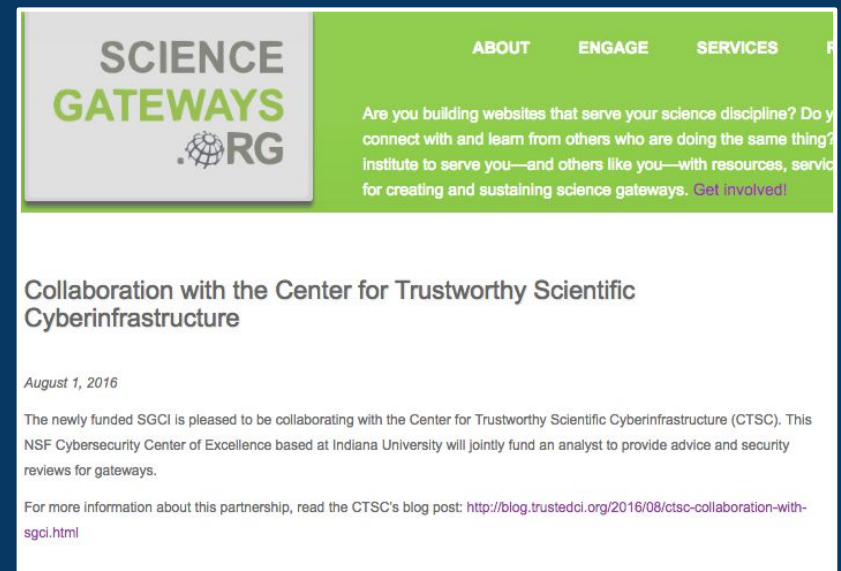 SCIENCE
GATEWAYS
.ORG
ABOUT ENGAGE SERVICES
Are you building websites that serve your science discipline? Do
connect with and learn from others who are doing the same thing?
institute to serve you—and others like you—with resources,
for creating and sustaining science gateways. Get involved!
Collaboration with the Center for Trustworthy Scientific
Cyberinfrastructure
August 1, 2016
The newly funded SGCI is pleased to be collaborating with the Center for Trustworthy Scientific Cyberinfrastructure (CTSC). This
NSF Cybersecurity Center of Excellence based at Indiana University will jointly fund an analyst to provide advice and security
reviews for gateways.
For more information about this partnership, read the CTSC's blog post: http://blog.trustedci.org/2016/08/ctsc-collaboration-with-
sgci.html